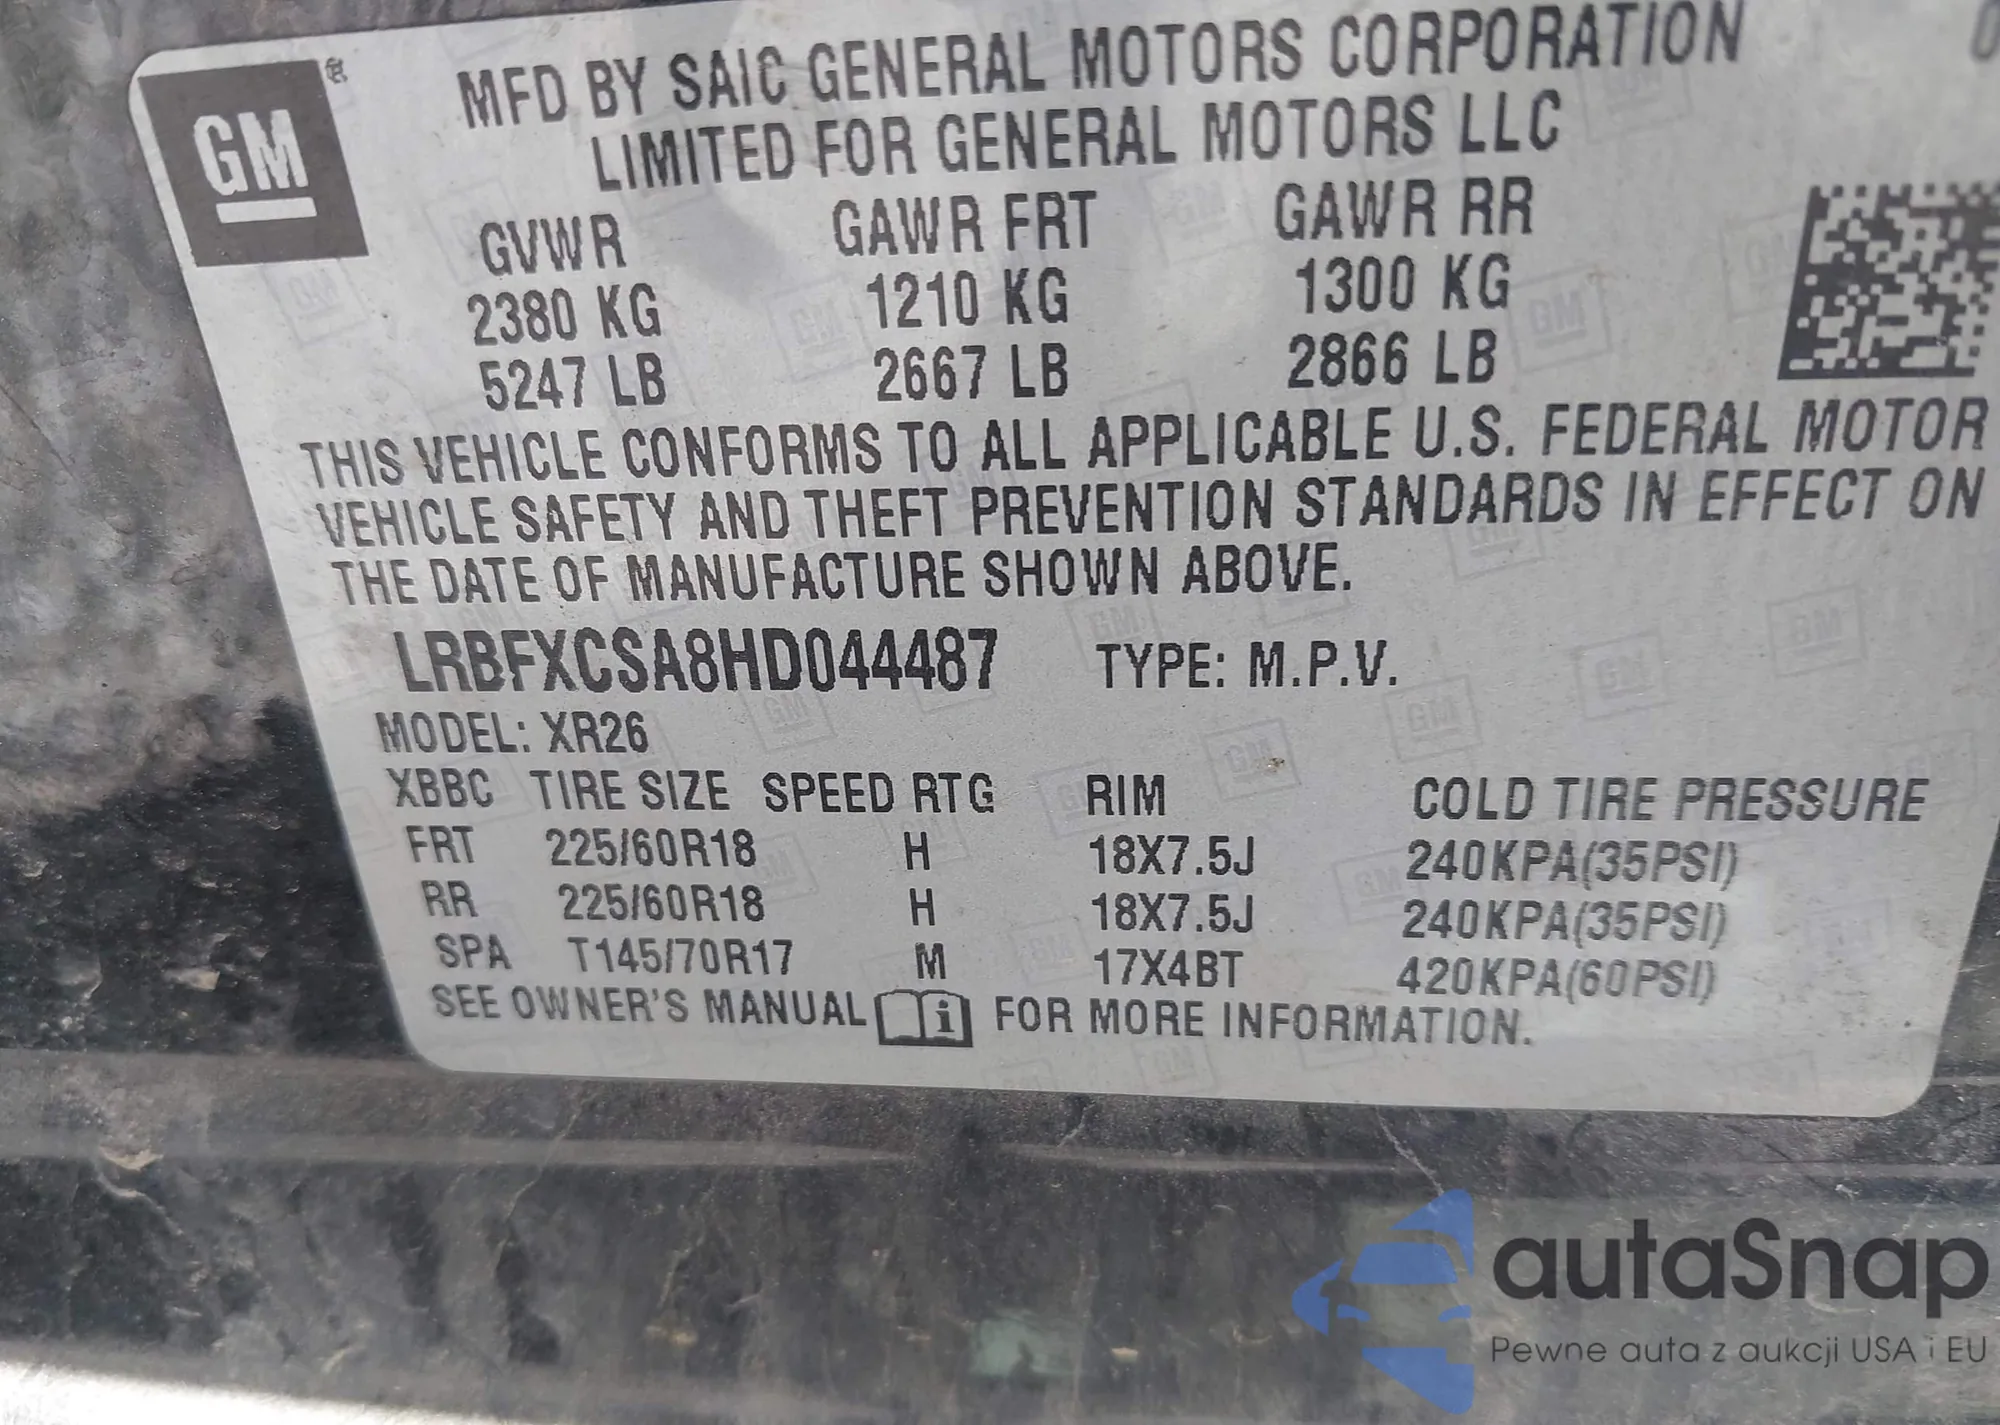 GM
MFD BY SAIC GENERAL MOTORS CORPORATION
LIMITED FOR GENERAL MOTORS LLC
GVWR GAWR FRT GAWR RR
2380 KG 1210 KG 1300 KG
5247 LB 2667 LB 2866 LB
THIS VEHICLE CONFORMS TO ALL APPLICABLE U.S. FEDERAL MOTOR
VEHICLE SAFETY AND THEFT PREVENTION STANDARDS IN EFFECT ON
THE DATE OF MANUFACTURE SHOWN ABOVE.
LRBFXCSA8HD044487 TYPE: M.P.V.
MODEL: XR26
XBBC TIRE SIZE SPEED RTG RIM COLD TIRE PRESSURE
FRT 225/60R18 H 18X7.5J 240KPA(35PSI)
RR 225/60R18 H 18X7.5J 240KPA(35PSI)
SPA T145/70R17 M 17X4BT 420KPA(60PSI)
SEE OWNER'S MANUAL FOR MORE INFORMATION.
autaSnap
Pewne auta z aukcji USA i EU